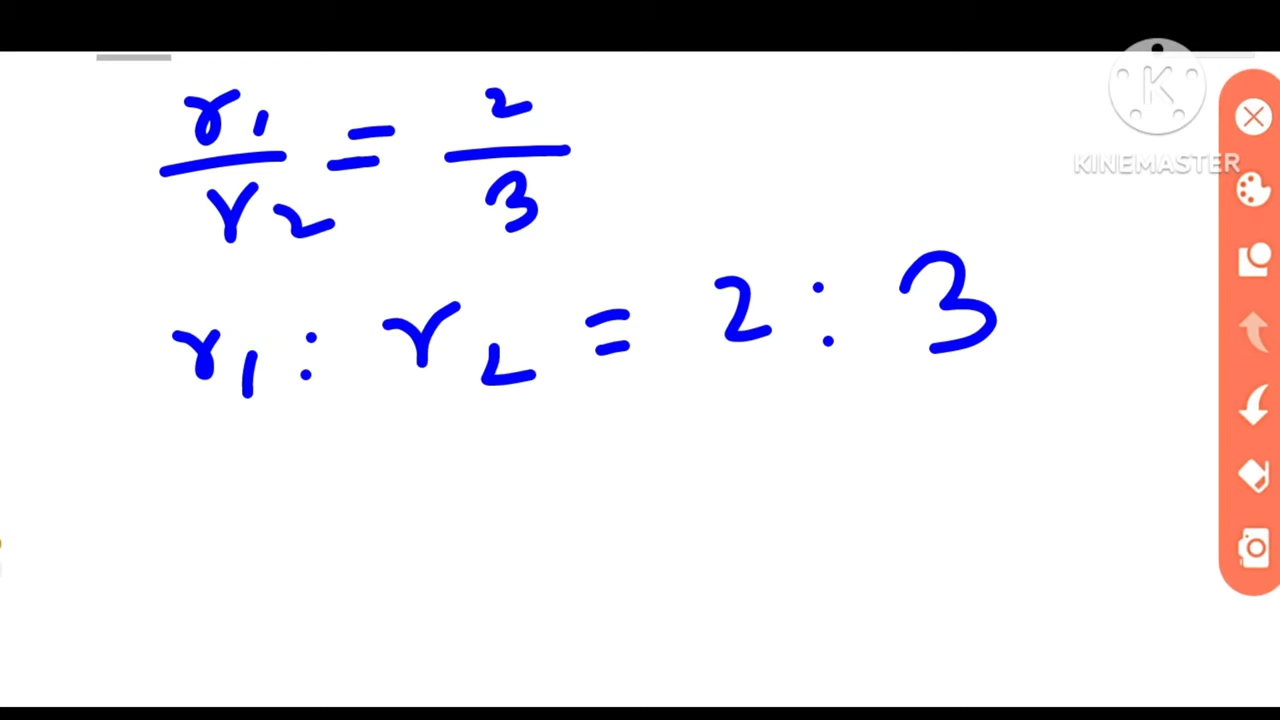 r1/r2 = 2/3
r1 : r2 = 2 : 3
K
KINEMASTER